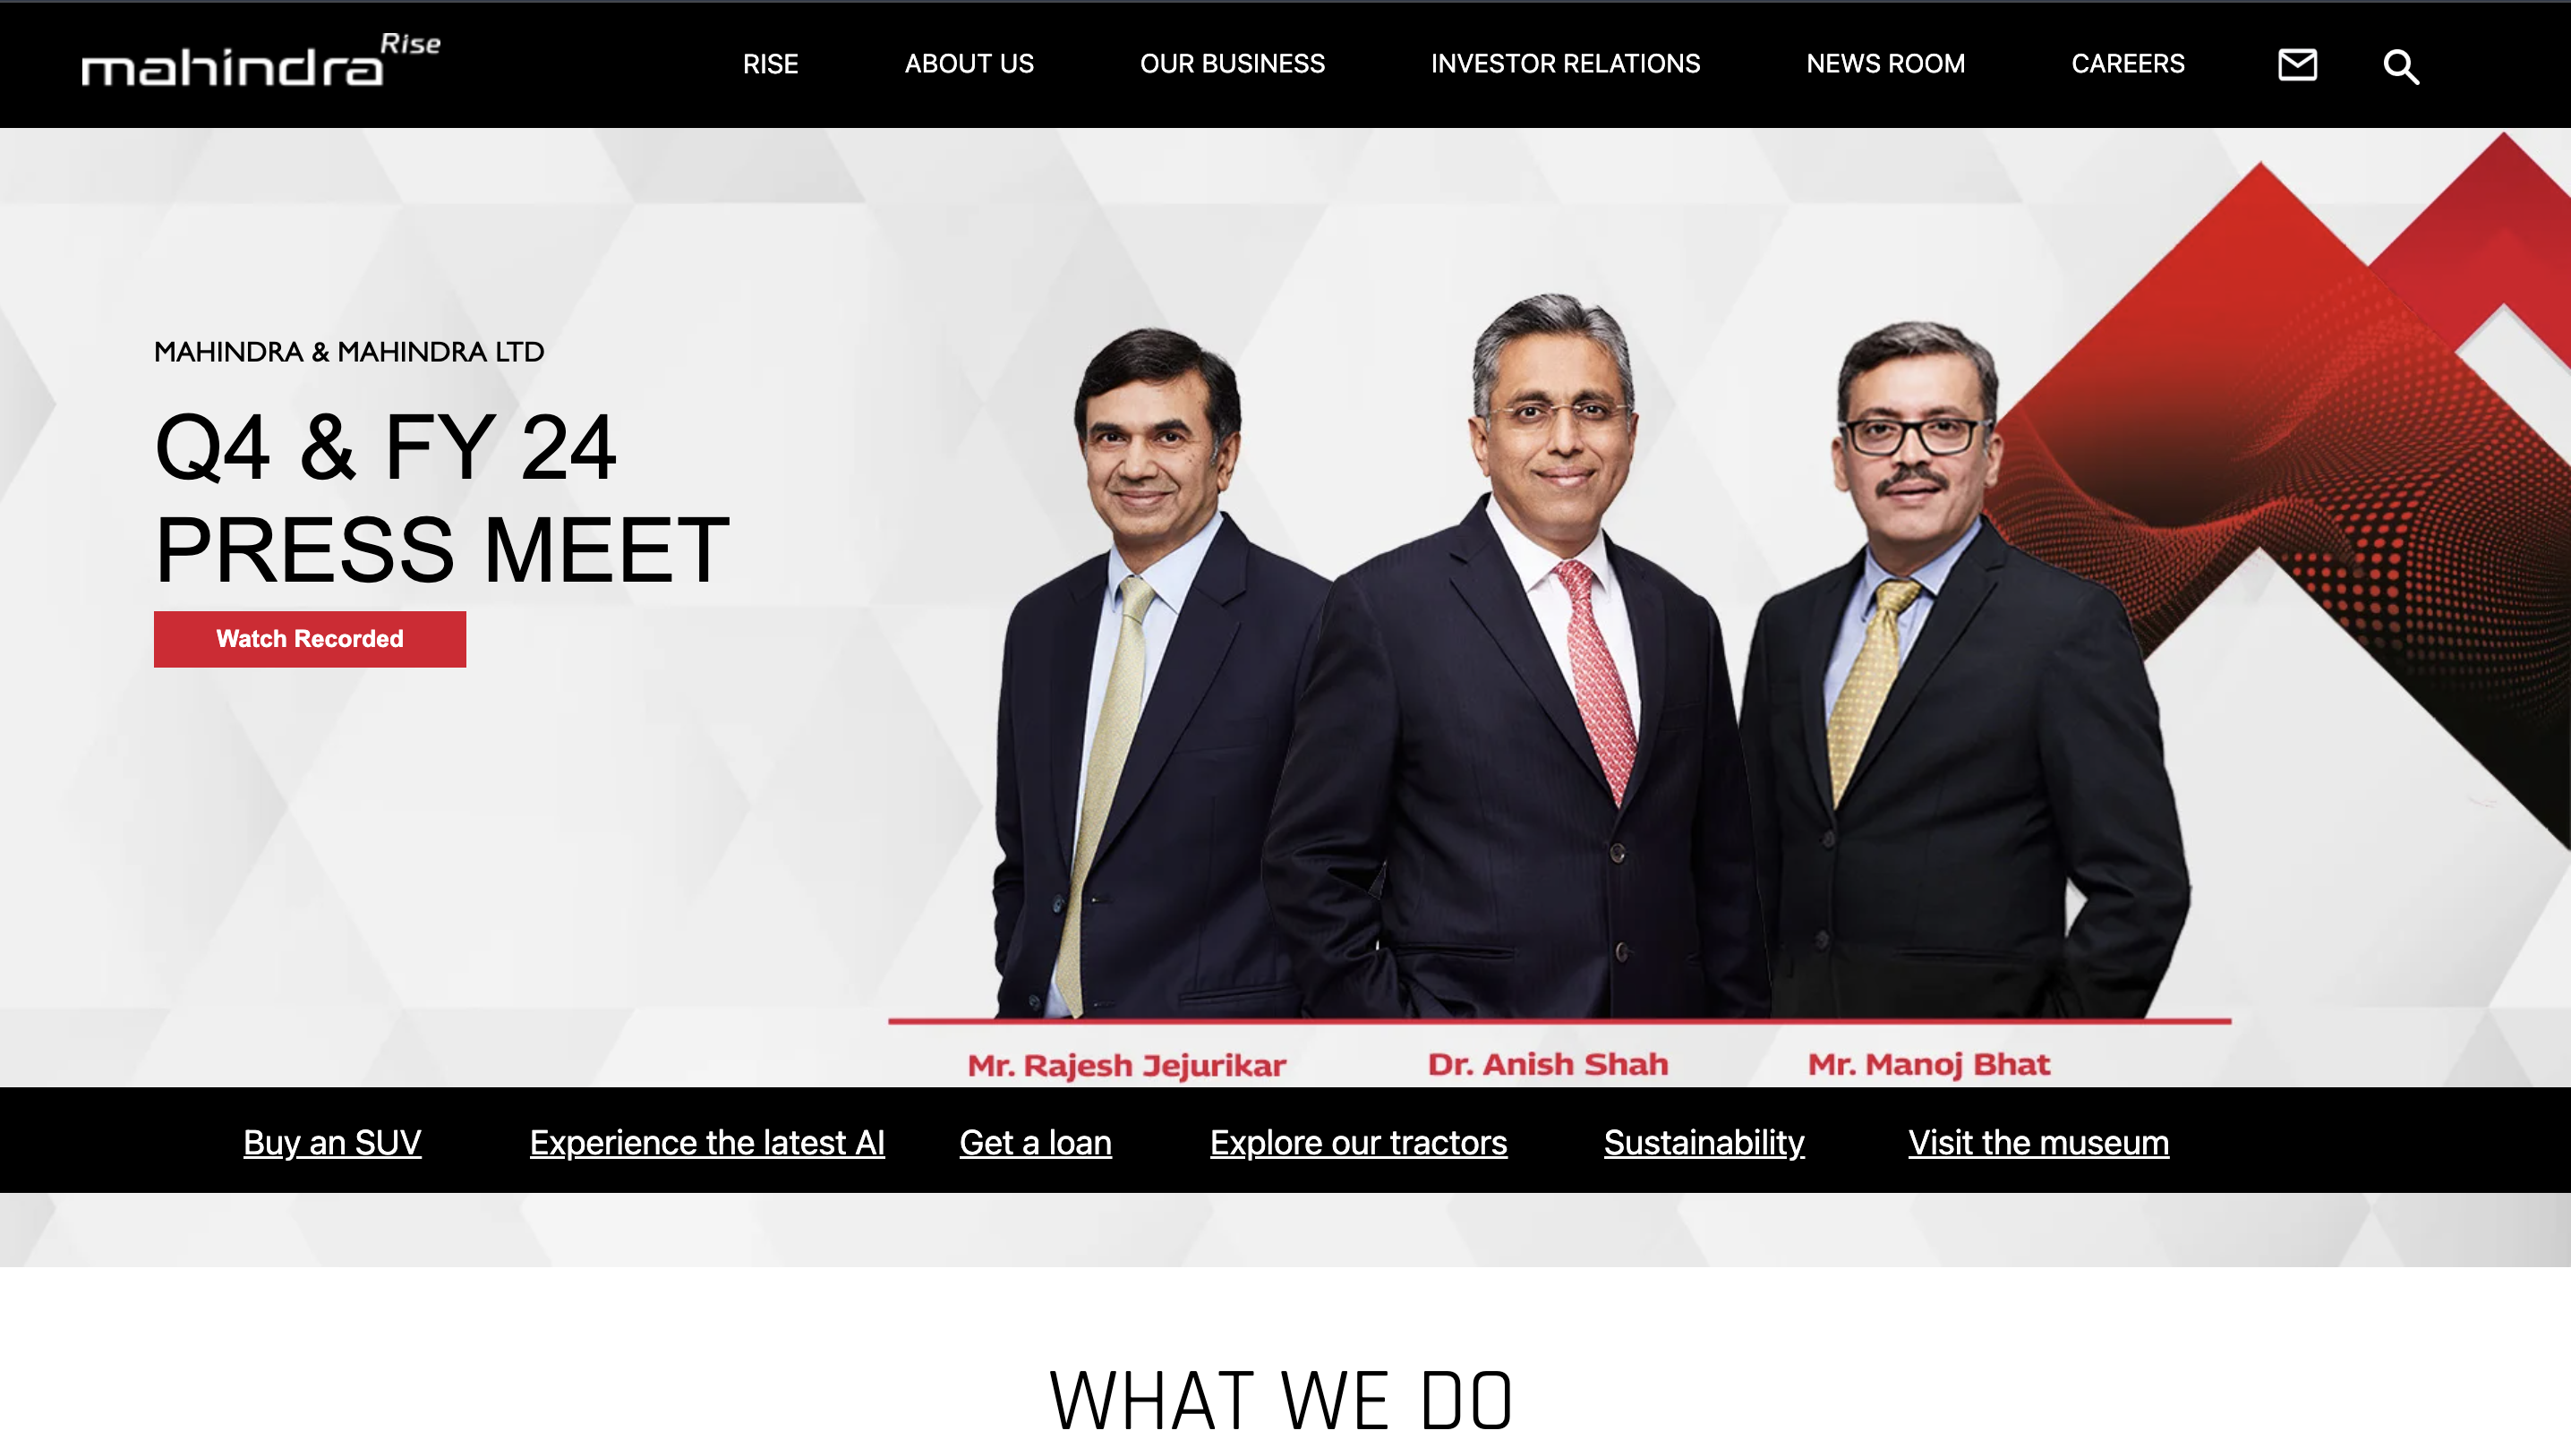 mahindra Rise
RISE
ABOUT US
OUR BUSINESS
INVESTOR RELATIONS
NEWS ROOM
CAREERS
MAHINDRA & MAHINDRA LTD
Q4 & FY 24
PRESS MEET
Watch Recorded
Mr. Rajesh Jejurikar
Dr. Anish Shah
Mr. Manoj Bhat
Buy an SUV
Experience the latest AI
Get a loan
Explore our tractors
Sustainability
Visit the museum
WHAT WE DO